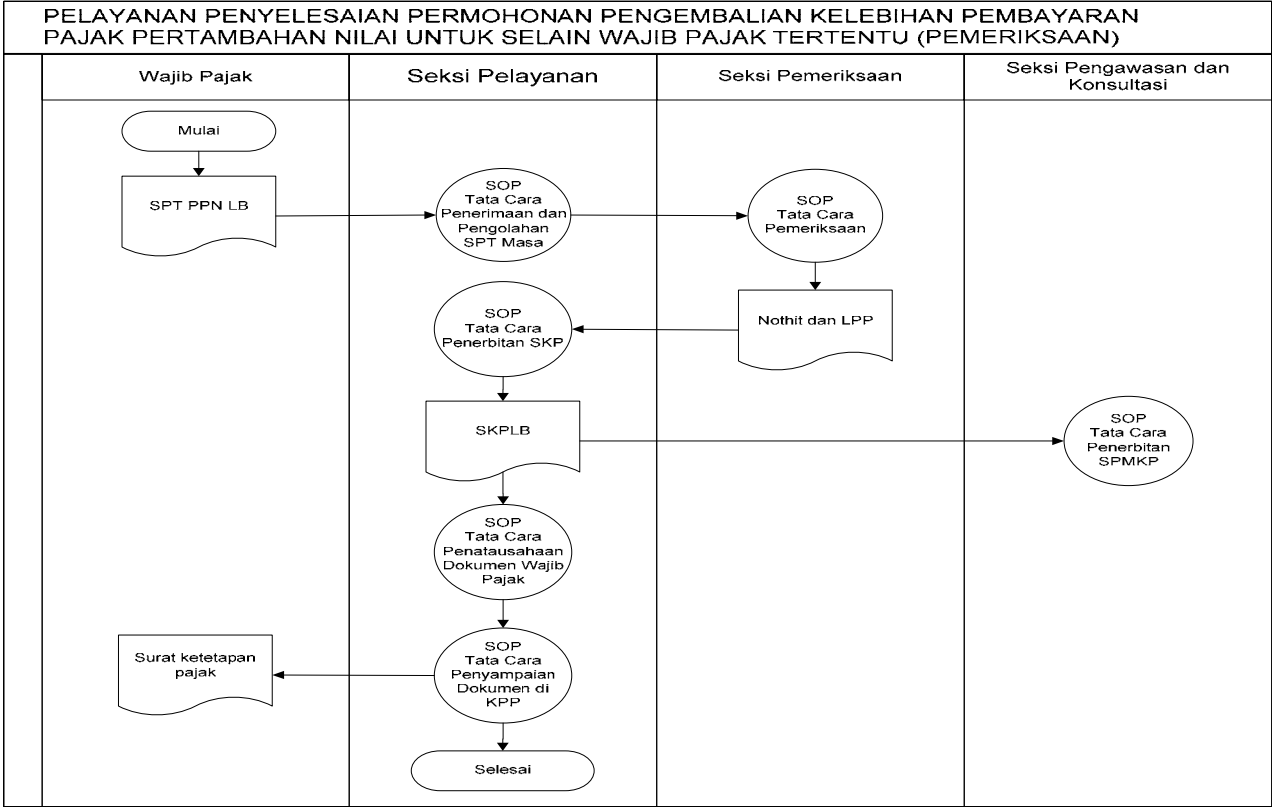 PELAYANAN PENYELESAIAN PERMOHONAN PENGEMBALIAN KELEBIHAN PEMBAYARAN
PAJAK PERTAMBAHAN NILAI UNTUK SELAIN WAJIB PAJAK TERTENTU (PEMERIKSAAN)
Wajib Pajak
Seksi Pelayanan
Seksi Pemeriksaan
Seksi Pengawasan dan
Konsultasi
Mulai
SPT PPN LB
SOP
Tata Cara
Penerimaan dan
Pengolahan
SPT Masa
SOP
Tata Cara
Pemeriksaan
Nothit dan LPP
SOP
Tata Cara
Penerbitan SKP
SKPLB
SOP
Tata Cara
Penerbitan
SPMKP
SOP
Tata Cara
Penatausahaan
Dokumen Wajib
Pajak
SOP
Tata Cara
Penyampaian
Dokumen di
KPP
Surat ketetapan
pajak
Selesai